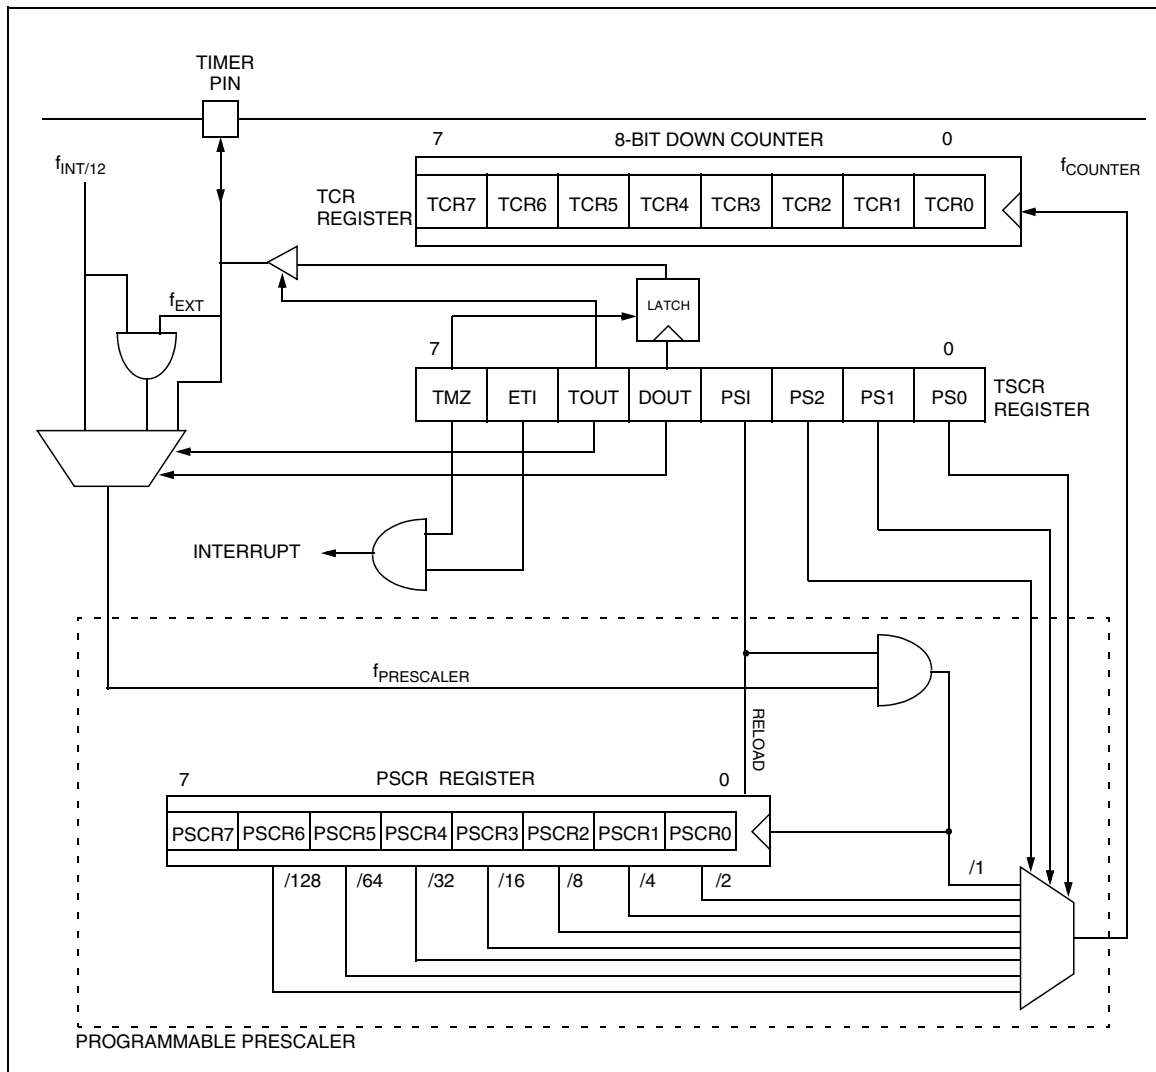 TIMER
PIN
7 8-BIT DOWN COUNTER 0
fINT/12
fCOUNTER
TCR
REGISTER
TCR7 TCR6 TCR5 TCR4 TCR3 TCR2 TCR1 TCR0
fEXT
LATCH
7 0
TMZ ETI TOUT DOUT PSI PS2 PS1 PS0
TSCR
REGISTER
INTERRUPT
fPRESCALER
RELOAD
7 PSCR REGISTER 0
PSCR7 PSCR6 PSCR5 PSCR4 PSCR3 PSCR2 PSCR1 PSCR0
/128 /64 /32 /16 /8 /4 /2 /1
PROGRAMMABLE PRESCALER